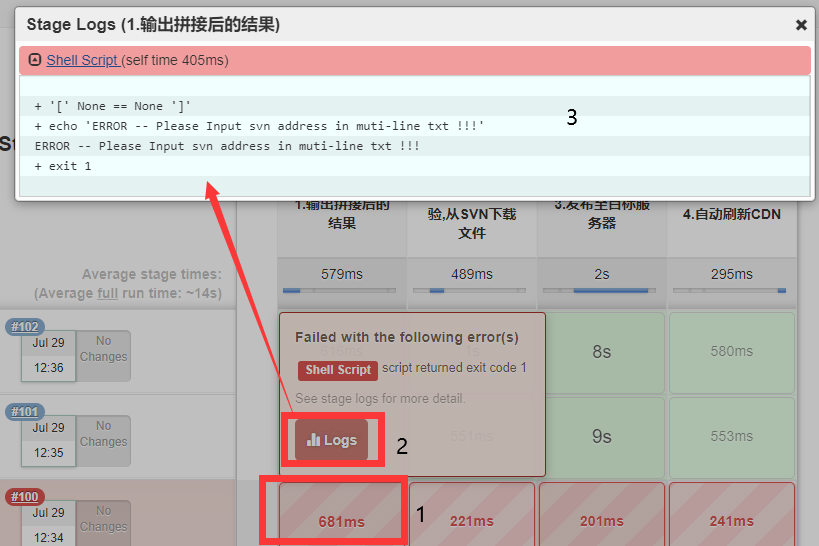 Stage Logs (1.输出拼接后的结果)
Shell Script (self time 405ms)
+ '[' None == None ']'
+ echo 'ERROR -- Please Input svn address in muti-line txt !!!'
ERROR -- Please Input svn address in muti-line txt !!!
+ exit 1
3
1.输出拼接后的
结果
验,从SVN下载
文件
3.发布至目标服
务器
4.自动刷新CDN
Average stage times:
(Average full run time: ~14s)
579ms
489ms
2s
295ms
#102
Jul 29
12:36
No
Changes
Failed with the following error(s)
Shell Script script returned exit code 1
See stage logs for more detail.
Logs
2
8s
580ms
#101
Jul 29
12:35
No
Changes
551ms
9s
553ms
#100
Jul 29
12:34
No
Changes
681ms
1
221ms
201ms
241ms